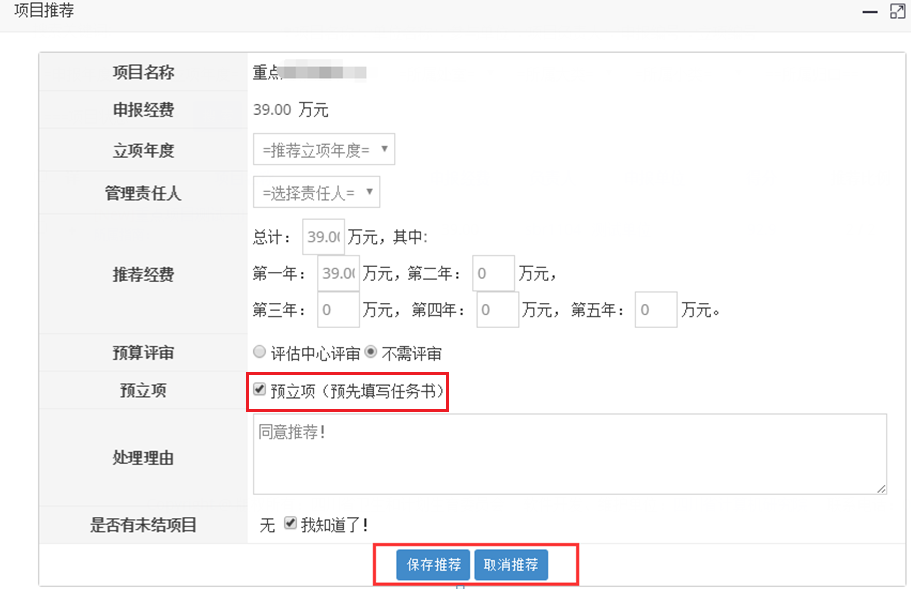 项目推荐
项目名称 重点
申报经费 39.00 万元
立项年度 =推荐立项年度=
管理责任人 =选择责任人=
总计： 39.00 万元，其中:
推荐经费 第一年： 39.00 万元，第二年： 0 万元，
第三年： 0 万元， 第四年： 0 万元， 第五年： 0 万元。
预算评审 评估中心评审 不需评审
预立项 预立项（预先填写任务书）
处理理由 同意推荐！
是否有未结项目 无 我知道了！
保存推荐 取消推荐